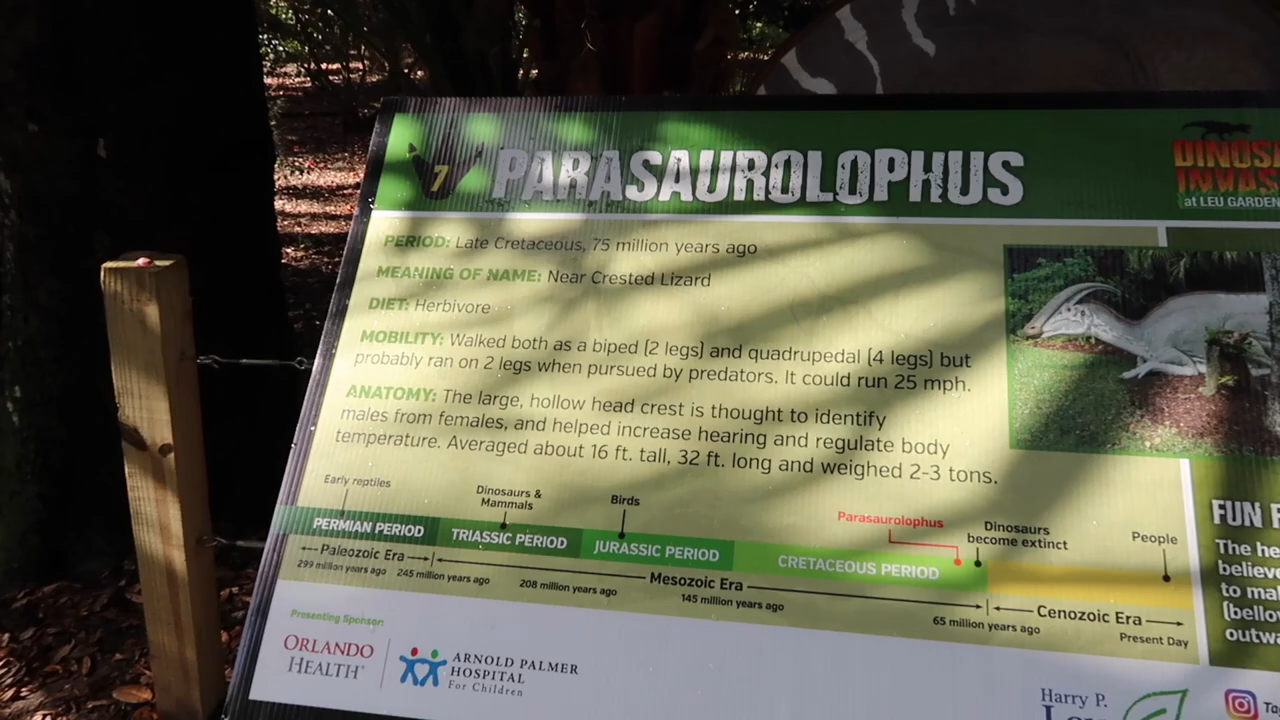 7 PARASAUROLOPHUS
DINOSA
INVAS
at LEU GARDEN
PERIOD: Late Cretaceous, 75 million years ago
MEANING OF NAME: Near Crested Lizard
DIET: Herbivore
MOBILITY: Walked both as a biped (2 legs) and quadrupedal (4 legs) but
probably ran on 2 legs when pursued by predators. It could run 25 mph.
ANATOMY: The large, hollow head crest is thought to identify
males from females, and helped increase hearing and regulate body
temperature. Averaged about 16 ft. tall, 32 ft. long and weighed 2-3 tons.
Early reptiles
Dinosaurs &
Mammals
Birds
Parasaurolophus
Dinosaurs
become extinct
People
PERMIAN PERIOD
TRIASSIC PERIOD
JURASSIC PERIOD
CRETACEOUS PERIOD
Paleozoic Era
Mesozoic Era
Cenozoic Era
299 million years ago
245 million years ago
208 million years ago
145 million years ago
65 million years ago
Present Day
FUN F
The he
believe
to mal
(bello
outwa
Presenting Sponsor:
ORLANDO
HEALTH®
ARNOLD PALMER
HOSPITAL
For Children
Harry P.
Ta